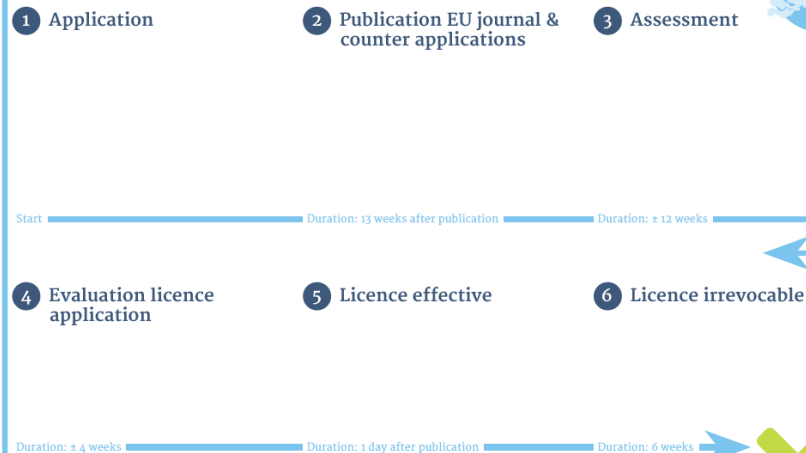 1 Application
2 Publication EU journal &
counter applications
3 Assessment
Start
Duration: 13 weeks after publication
Duration: ± 12 weeks
4 Evaluation licence
application
5 Licence effective
6 Licence irrevocable
Duration: ± 4 weeks
Duration: 1 day after publication
Duration: 6 weeks